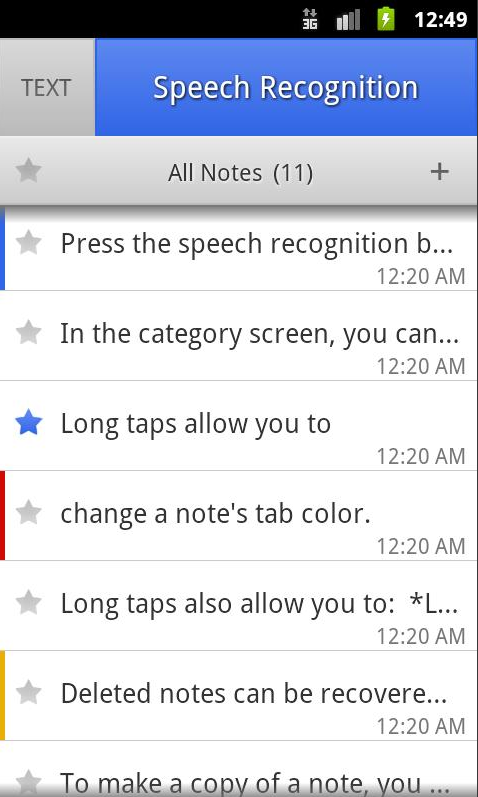 3G 12:49
TEXT Speech Recognition
All Notes (11) +
Press the speech recognition b...
12:20 AM
In the category screen, you can...
12:20 AM
Long taps allow you to
12:20 AM
change a note's tab color.
12:20 AM
Long taps also allow you to: *L...
12:20 AM
Deleted notes can be recovere...
12:20 AM
To make a copy of a note, you ...